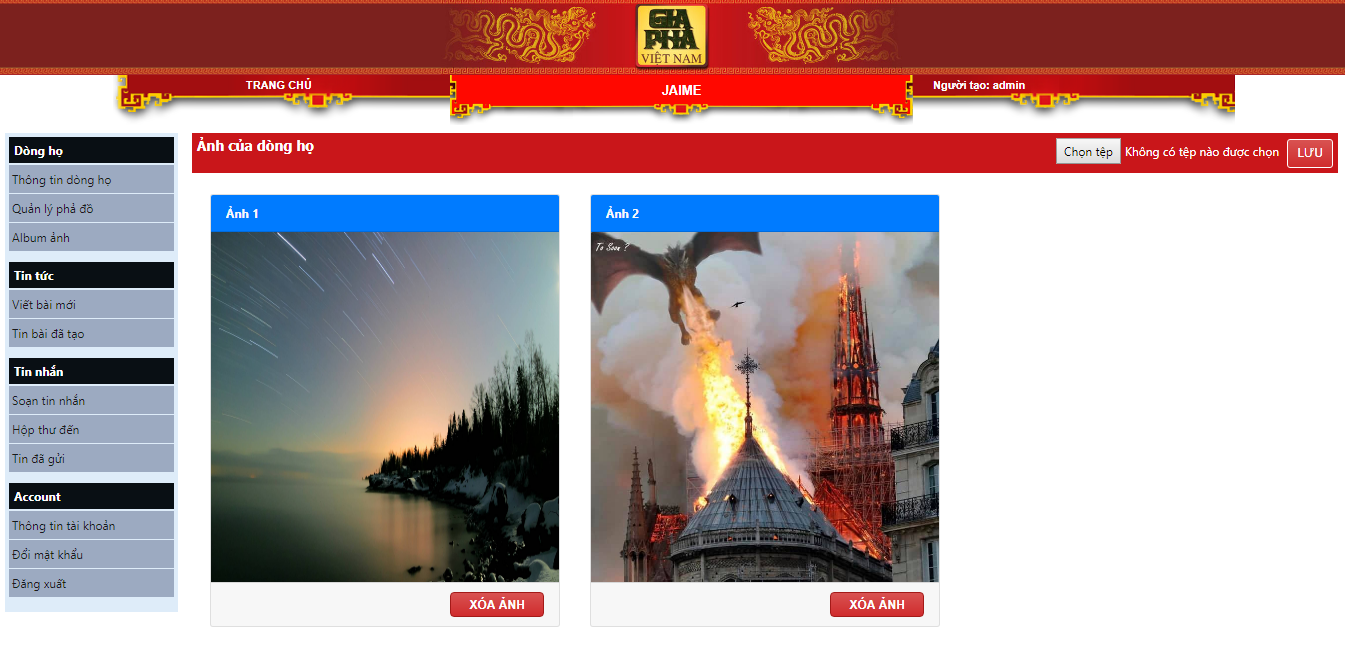 GIA
PHẢ
VIỆT NAM
TRANG CHỦ
JAIME
Người tạo: admin
Dòng họ
Thông tin dòng họ
Quản lý phả đồ
Album ảnh
Tin tức
Viết bài mới
Tin bài đã tạo
Tin nhắn
Soạn tin nhắn
Hộp thư đến
Tin đã gửi
Account
Thông tin tài khoản
Đổi mật khẩu
Đăng xuất
Ảnh của dòng họ
Chọn tệp Không có tệp nào được chọn LƯU
Ảnh 1
XÓA ẢNH
Ảnh 2
To Soon ?
XÓA ẢNH